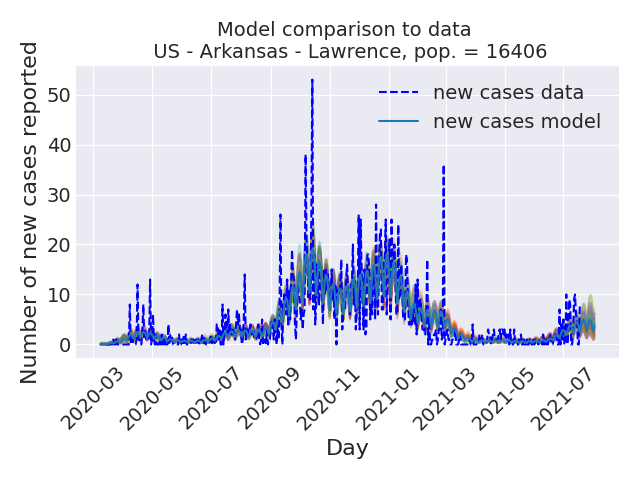 Model comparison to data
US - Arkansas - Lawrence, pop. = 16406
Number of new cases reported
50
40
30
20
10
0
new cases data
new cases model
2020-03
2020-05
2020-07
2020-09
2020-11
2021-01
2021-03
2021-05
2021-07
Day